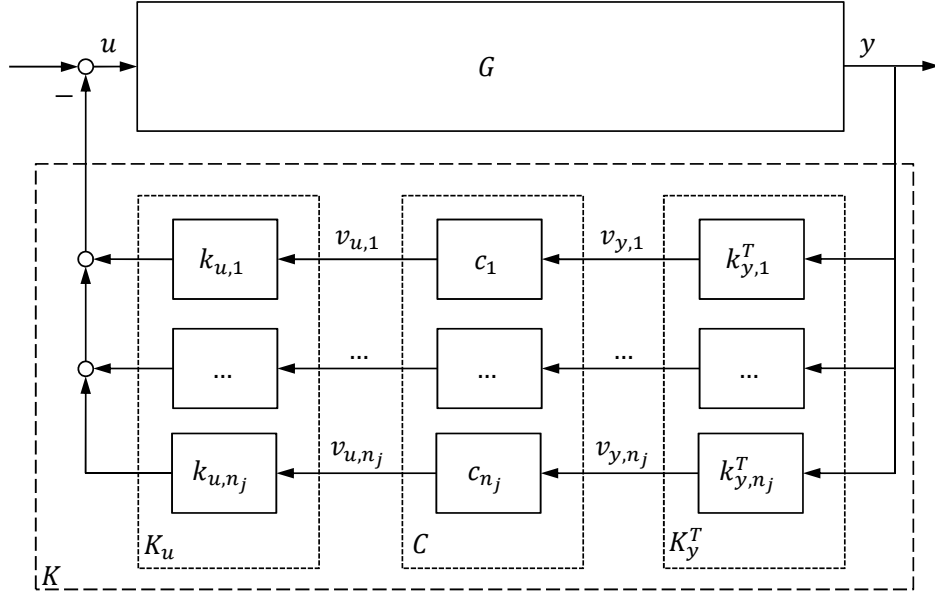 u
G
y
−
k_{u,1}
v_{u,1}
c_1
v_{y,1}
k_{y,1}^T
...
...
...
...
...
k_{u,n_j}
v_{u,n_j}
c_{n_j}
v_{y,n_j}
k_{y,n_j}^T
K_u
C
K_y^T
K